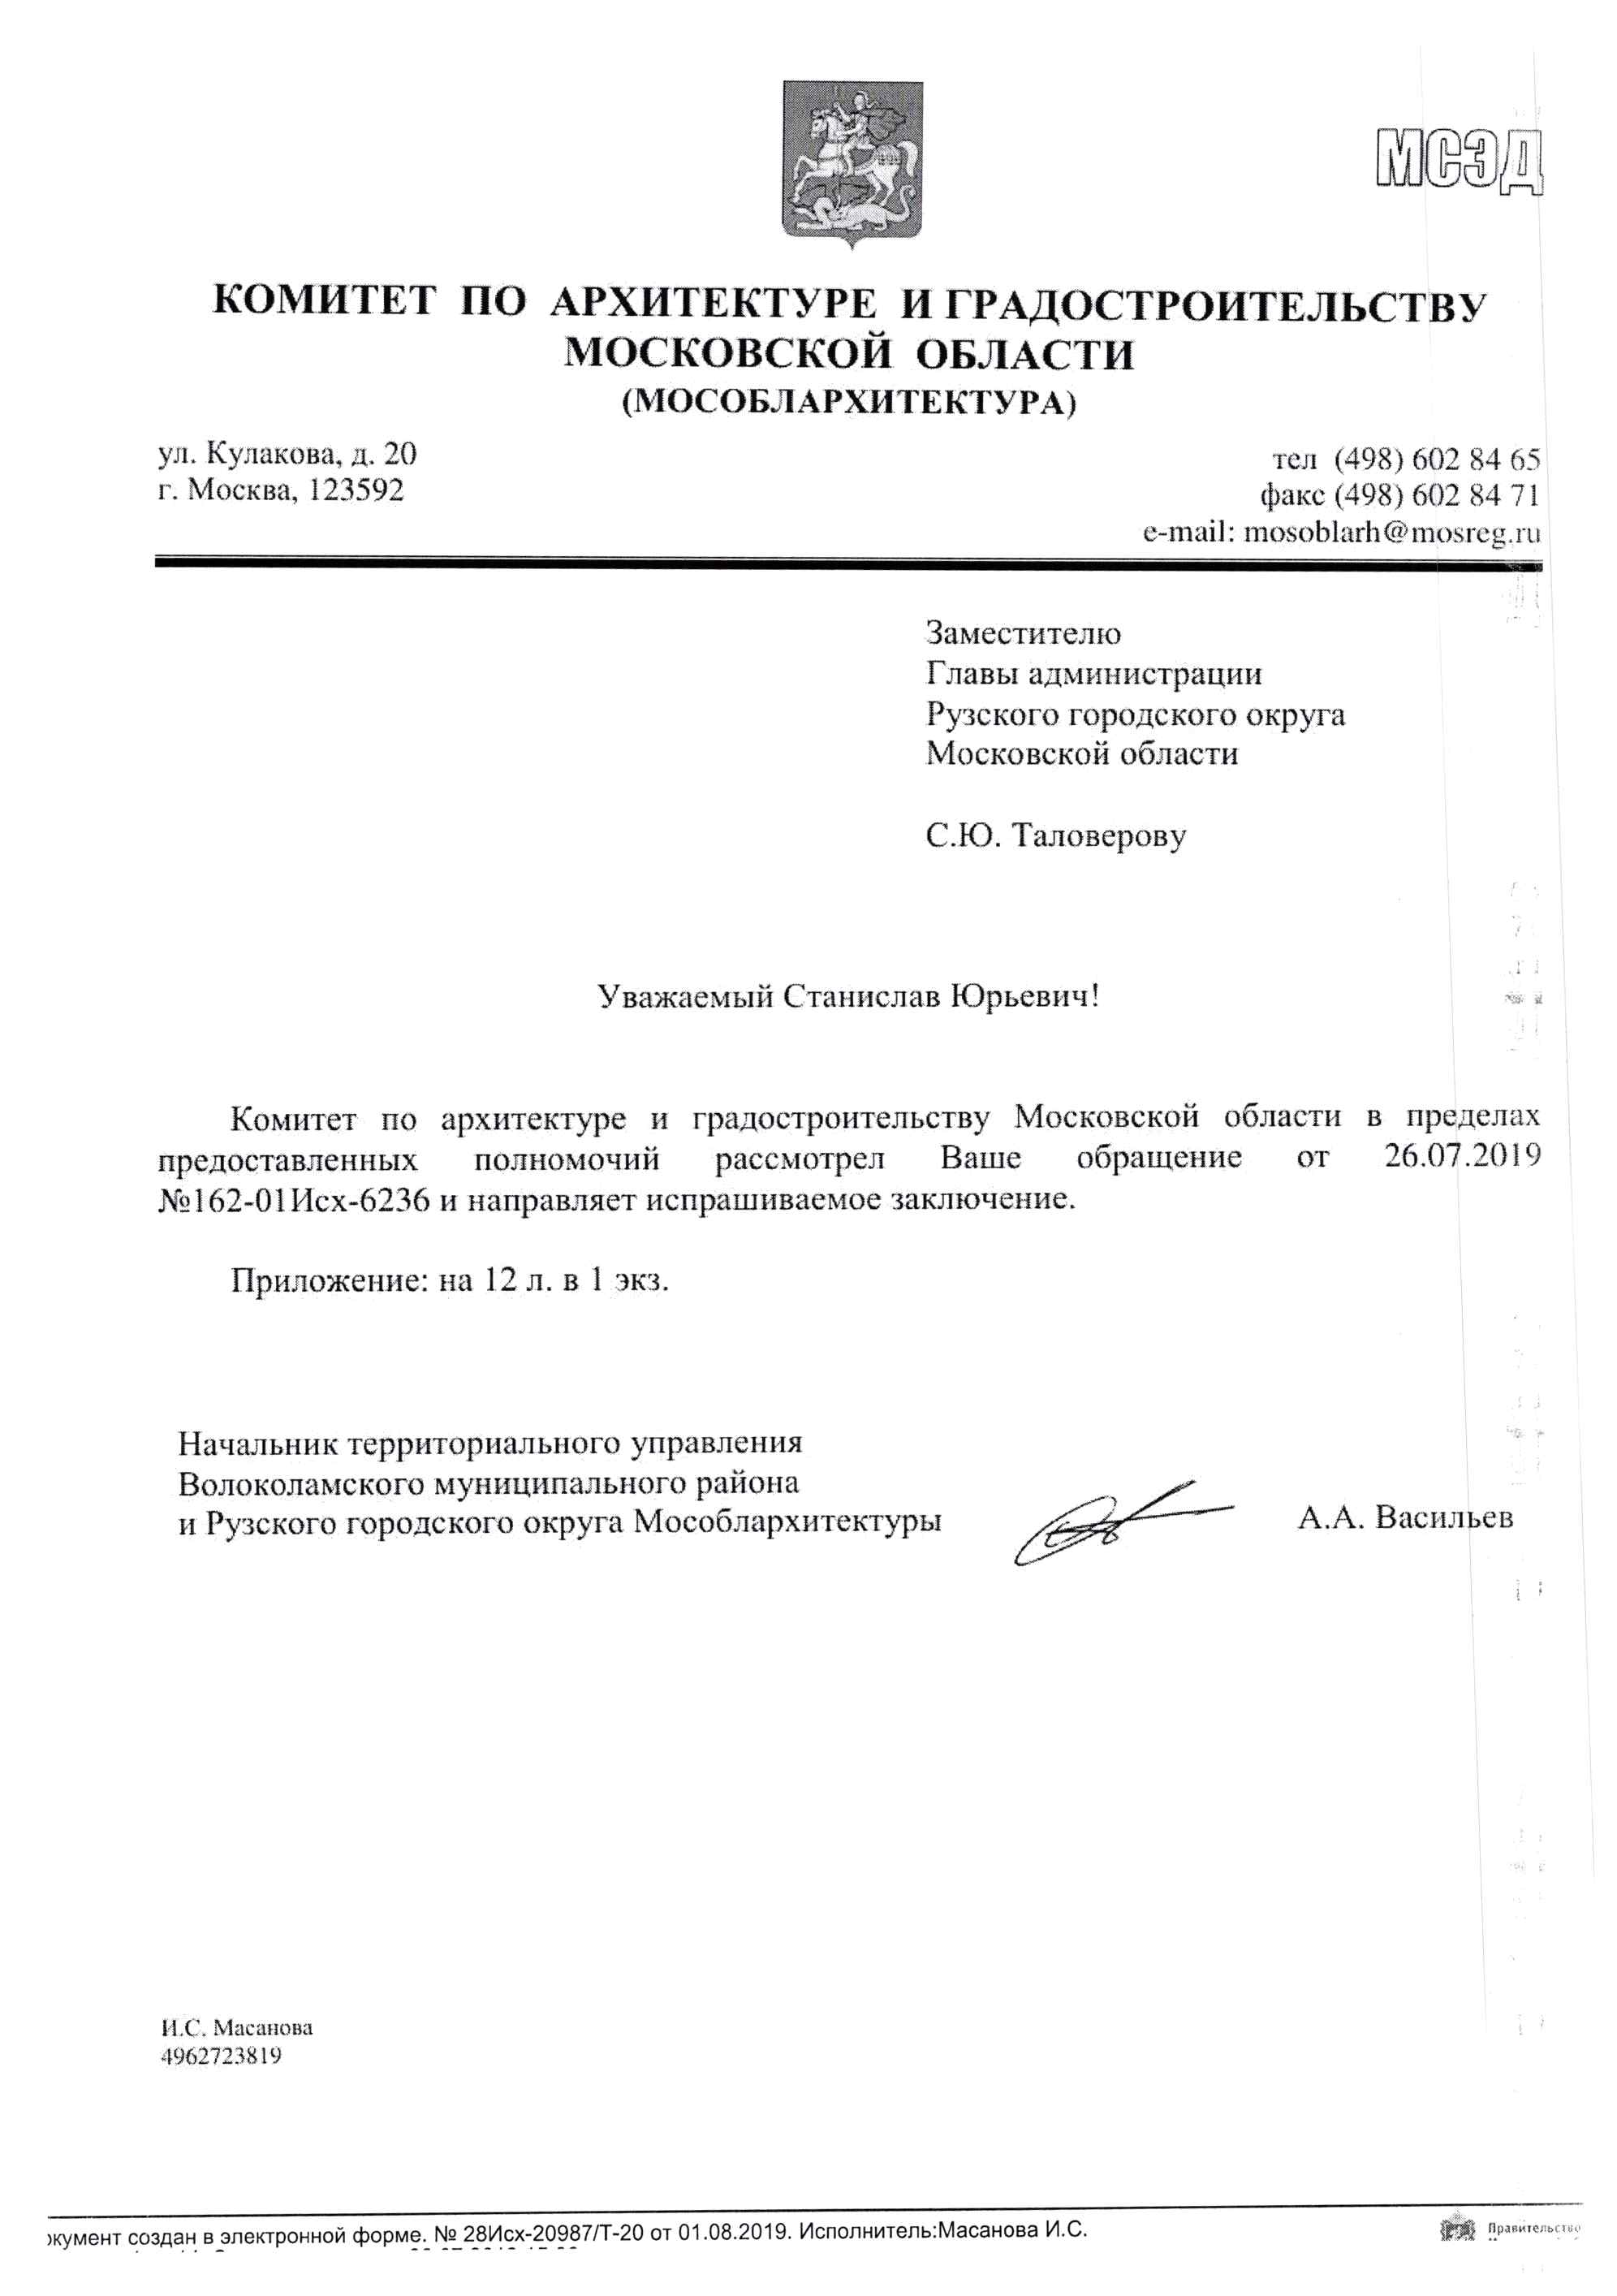 МСЭД
КОМИТЕТ ПО АРХИТЕКТУРЕ И ГРАДОСТРОИТЕЛЬСТВУ
МОСКОВСКОЙ ОБЛАСТИ
(МОСОБЛАРХИТЕКТУРА)
ул. Кулакова, д. 20
г. Москва, 123592
тел (498) 602 84 65
факс (498) 602 84 71
e-mail: mosoblarh@mosreg.ru
Заместителю
Главы администрации
Рузского городского округа
Московской области
С.Ю. Таловерову
Уважаемый Станислав Юрьевич!
Комитет по архитектуре и градостроительству Московской области в пределах
предоставленных полномочий рассмотрел Ваше обращение от 26.07.2019
№162-01Исх-6236 и направляет испрашиваемое заключение.
Приложение: на 12 л. в 1 экз.
Начальник территориального управления
Волоколамского муниципального района
и Рузского городского округа Мособлархитектуры
А.А. Васильев
И.С. Масанова
4962723819
окумент создан в электронной форме. № 28Исх-20987/Т-20 от 01.08.2019. Исполнитель:Масанова И.С.
Правительство